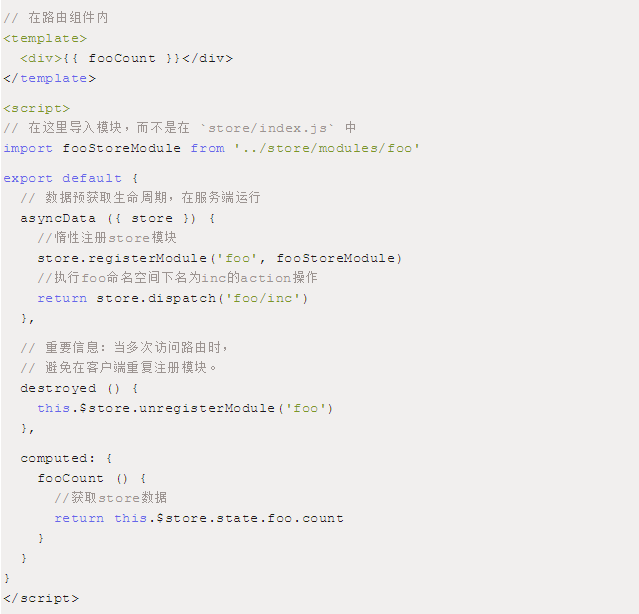 // 在路由组件内
<template>
  <div>{{ fooCount }}</div>
</template>
<script>
// 在这里导入模块，而不是在 `store/index.js` 中
import fooStoreModule from '../store/modules/foo'
export default {
  // 数据预获取生命周期，在服务端运行
  asyncData ({ store }) {
    //惰性注册store模块
    store.registerModule('foo', fooStoreModule)
    //执行foo命名空间下名为inc的action操作
    return store.dispatch('foo/inc')
  },
  // 重要信息：当多次访问路由时，
  // 避免在客户端重复注册模块。
  destroyed () {
    this.$store.unregisterModule('foo')
  },
  computed: {
    fooCount () {
      //获取store数据
      return this.$store.state.foo.count
    }
  }
}
</script>